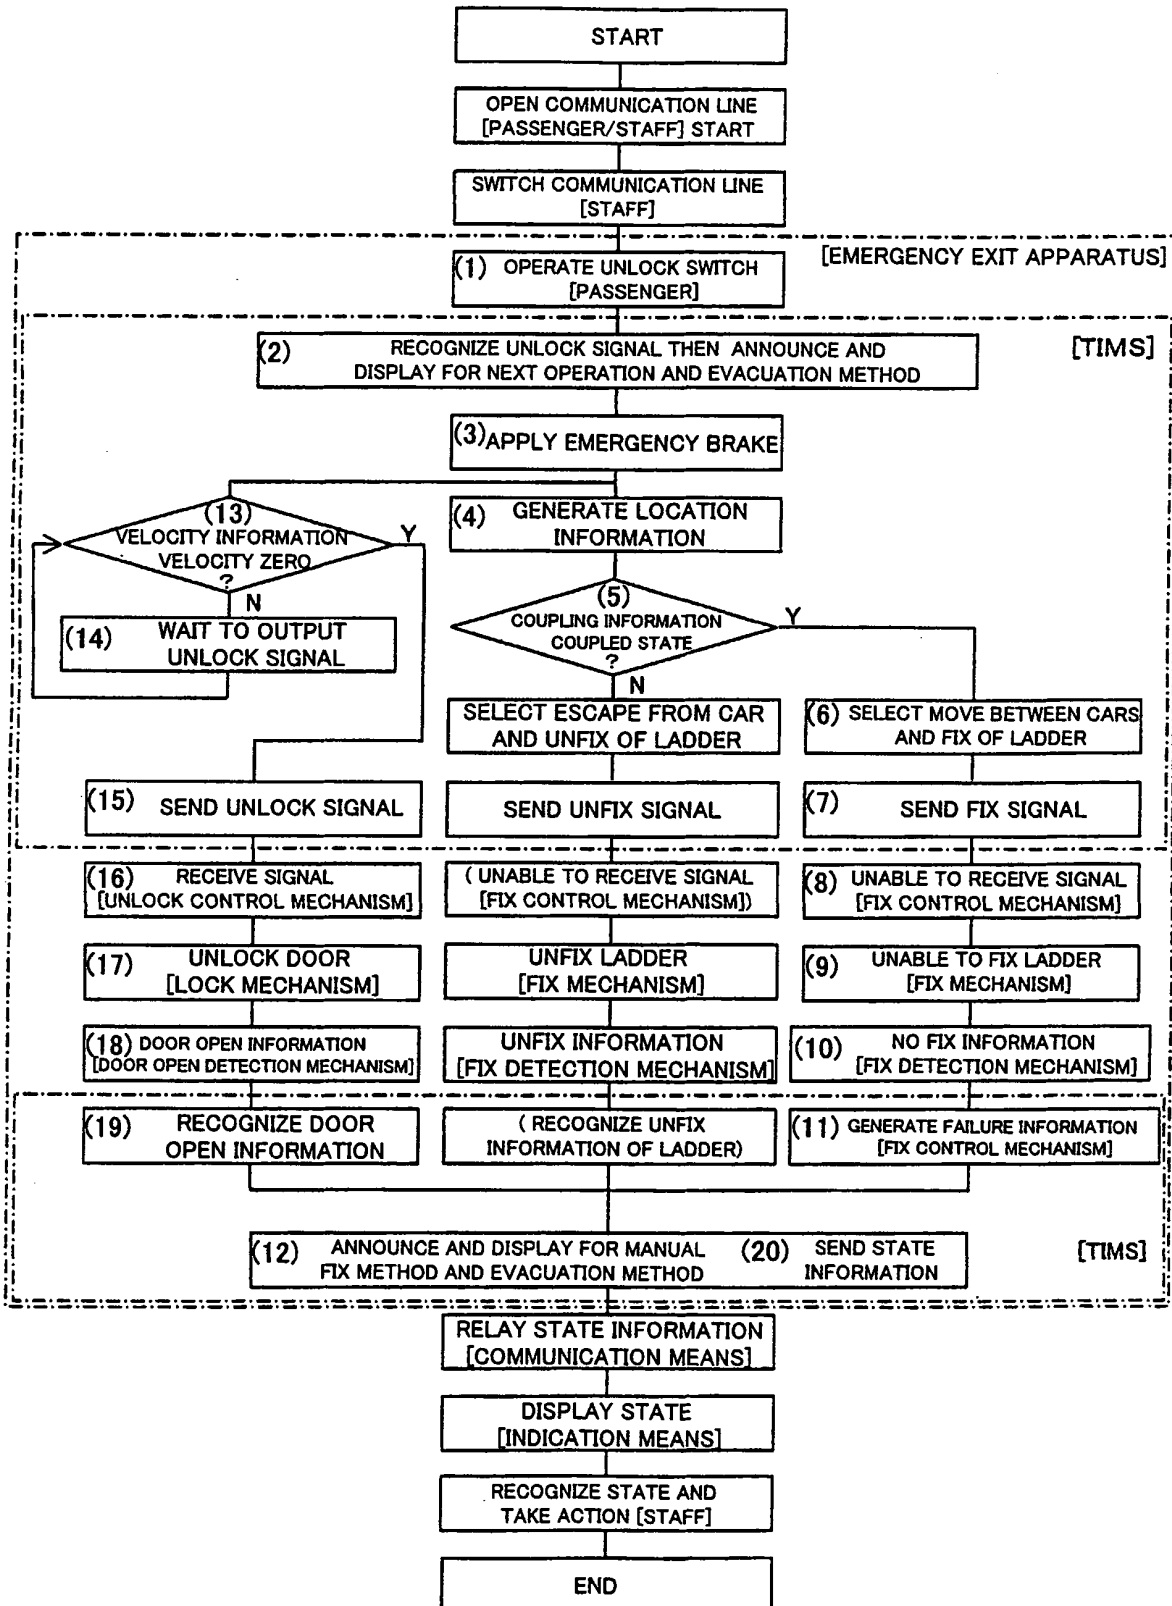 START
OPEN COMMUNICATION LINE
[PASSENGER/STAFF] START
SWITCH COMMUNICATION LINE
[STAFF]
[EMERGENCY EXIT APPARATUS]
(1) OPERATE UNLOCK SWITCH
[PASSENGER]
[TIMS]
(2) RECOGNIZE UNLOCK SIGNAL THEN ANNOUNCE AND
DISPLAY FOR NEXT OPERATION AND EVACUATION METHOD
(3) APPLY EMERGENCY BRAKE
(13)
VELOCITY INFORMATION
VELOCITY ZERO
?
Y
N
(14) WAIT TO OUTPUT
UNLOCK SIGNAL
(4) GENERATE LOCATION
INFORMATION
(5)
COUPLING INFORMATION
COUPLED STATE
?
Y
N
SELECT ESCAPE FROM CAR
AND UNFIX OF LADDER
(6) SELECT MOVE BETWEEN CARS
AND FIX OF LADDER
(15) SEND UNLOCK SIGNAL
SEND UNFIX SIGNAL
(7) SEND FIX SIGNAL
(16) RECEIVE SIGNAL
[UNLOCK CONTROL MECHANISM]
( UNABLE TO RECEIVE SIGNAL
[FIX CONTROL MECHANISM])
(8) UNABLE TO RECEIVE SIGNAL
[FIX CONTROL MECHANISM]
(17) UNLOCK DOOR
[LOCK MECHANISM]
UNFIX LADDER
[FIX MECHANISM]
(9) UNABLE TO FIX LADDER
[FIX MECHANISM]
(18) DOOR OPEN INFORMATION
[DOOR OPEN DETECTION MECHANISM]
UNFIX INFORMATION
[FIX DETECTION MECHANISM]
(10) NO FIX INFORMATION
[FIX DETECTION MECHANISM]
(19) RECOGNIZE DOOR
OPEN INFORMATION
( RECOGNIZE UNFIX
INFORMATION OF LADDER)
(11) GENERATE FAILURE INFORMATION
[FIX CONTROL MECHANISM]
(12) ANNOUNCE AND DISPLAY FOR MANUAL
FIX METHOD AND EVACUATION METHOD
(20) SEND STATE
INFORMATION
[TIMS]
RELAY STATE INFORMATION
[COMMUNICATION MEANS]
DISPLAY STATE
[INDICATION MEANS]
RECOGNIZE STATE AND
TAKE ACTION [STAFF]
END